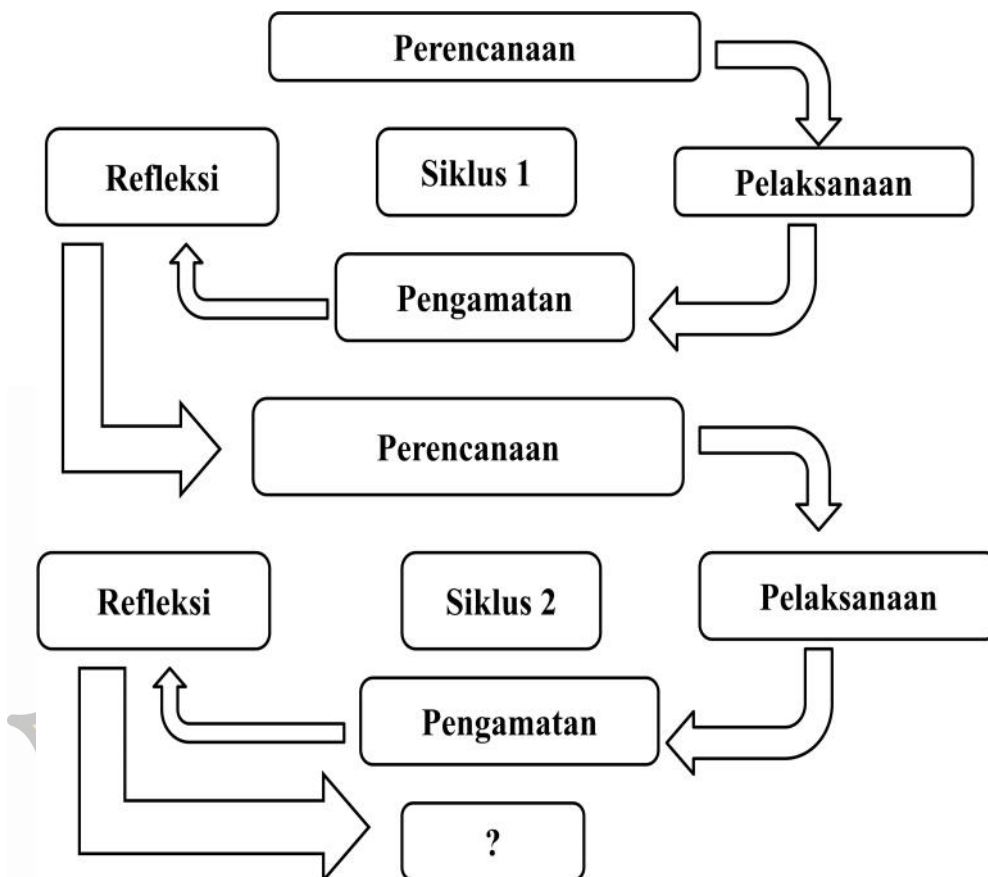 Perencanaan
Refleksi
Siklus 1
Pelaksanaan
Pengamatan
Perencanaan
Refleksi
Siklus 2
Pelaksanaan
Pengamatan
?